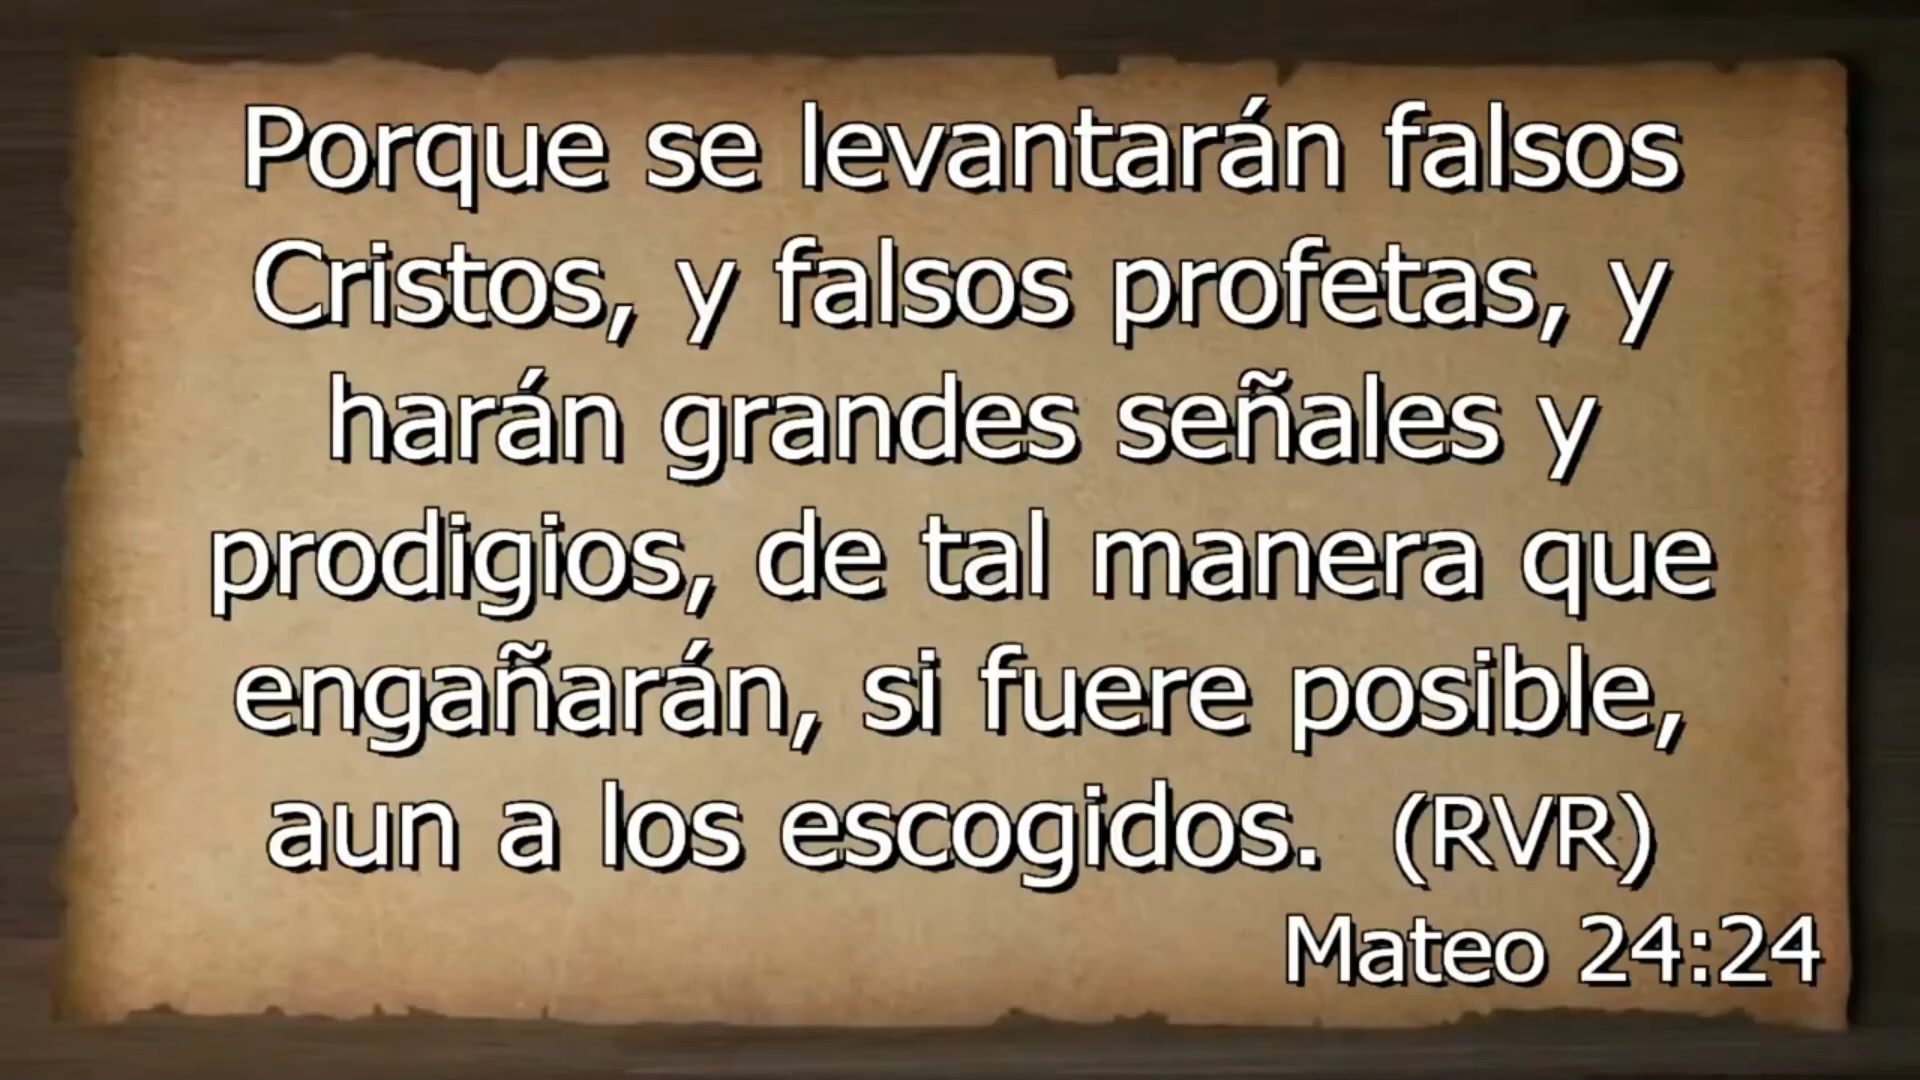 Porque se levantarán falsos
Cristos, y falsos profetas, y
harán grandes señales y
prodigios, de tal manera que
engañarán, si fuere posible,
aun a los escogidos. (RVR)
Mateo 24:24